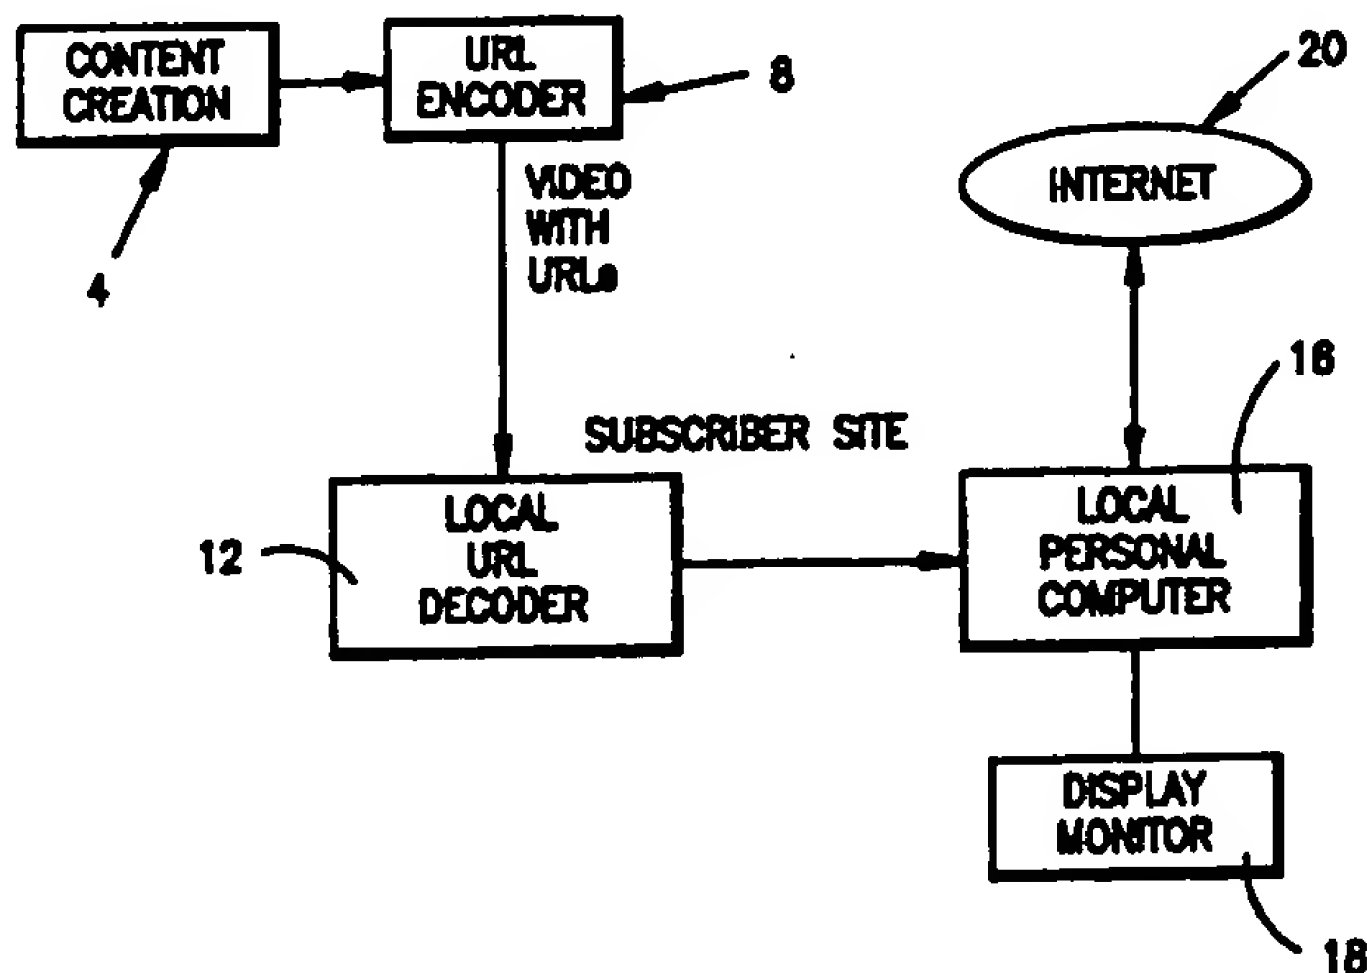 CONTENT
CREATION
URL
ENCODER
8
20
4
VIDEO
WITH
URLs
INTERNET
16
SUBSCRIBER SITE
LOCAL
URL
DECODER
12
LOCAL
PERSONAL
COMPUTER
DISPLAY
MONITOR
18